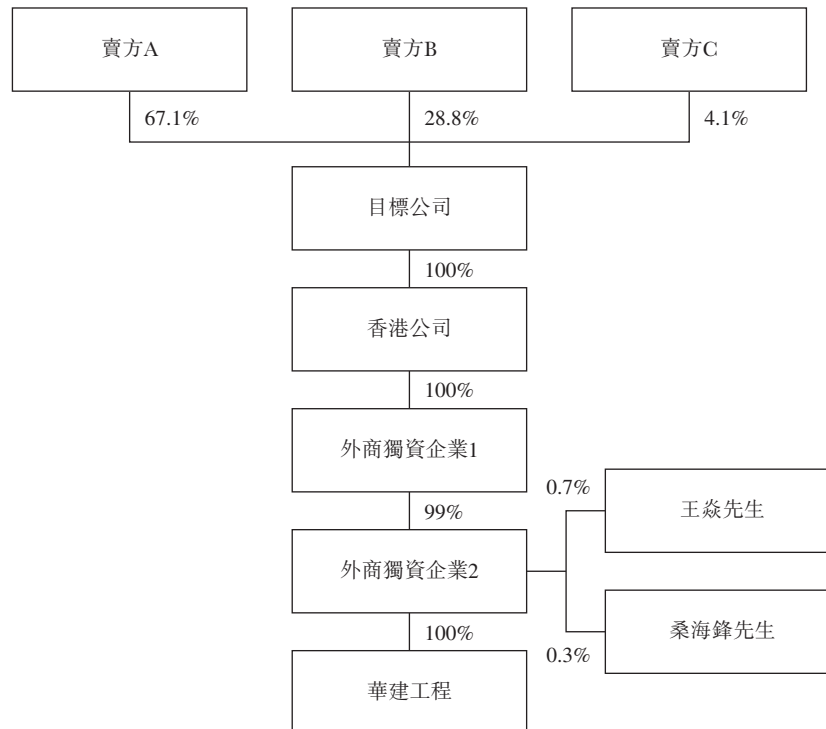 賣方A
賣方B
賣方C
67.1%
28.8%
4.1%
目標公司
100%
香港公司
100%
外商獨資企業1
99%
0.7%
王焱先生
外商獨資企業2
100%
0.3%
桑海鋒先生
華建工程